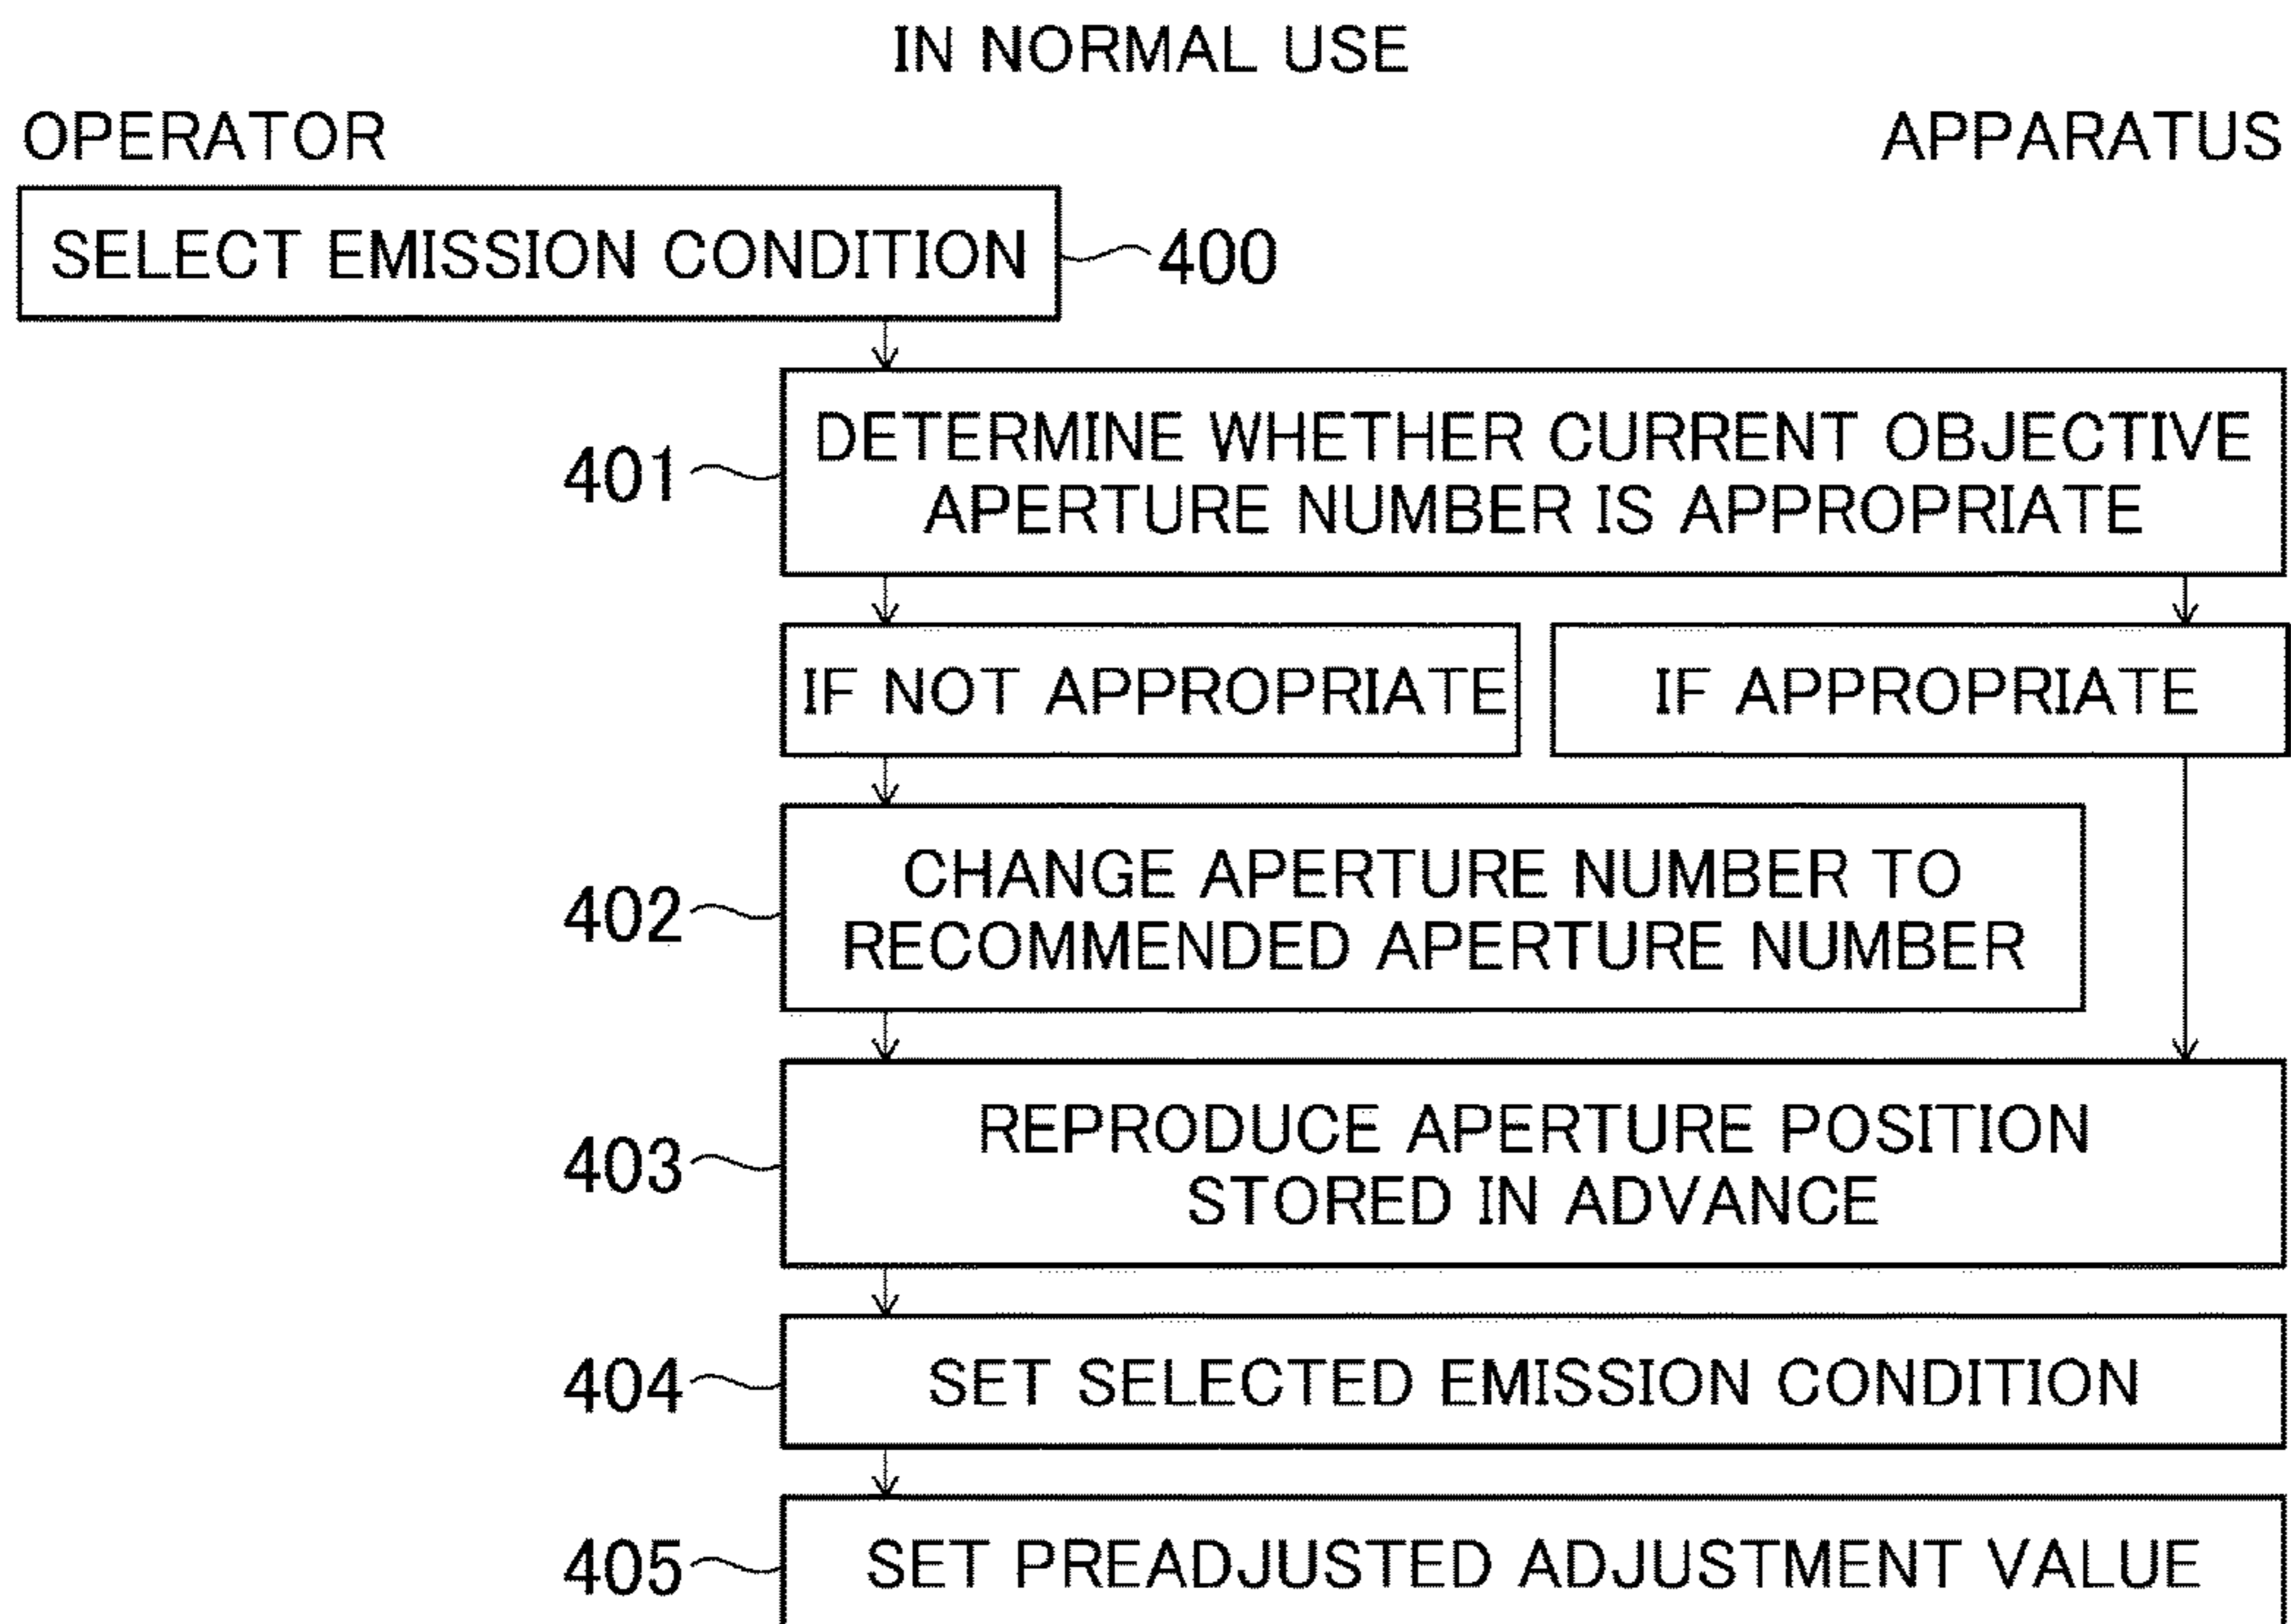 IN NORMAL USE
OPERATOR
APPARATUS
SELECT EMISSION CONDITION
400
401
DETERMINE WHETHER CURRENT OBJECTIVE
APERTURE NUMBER IS APPROPRIATE
IF NOT APPROPRIATE
IF APPROPRIATE
402
CHANGE APERTURE NUMBER TO
RECOMMENDED APERTURE NUMBER
403
REPRODUCE APERTURE POSITION
STORED IN ADVANCE
404
SET SELECTED EMISSION CONDITION
405
SET PREADJUSTED ADJUSTMENT VALUE